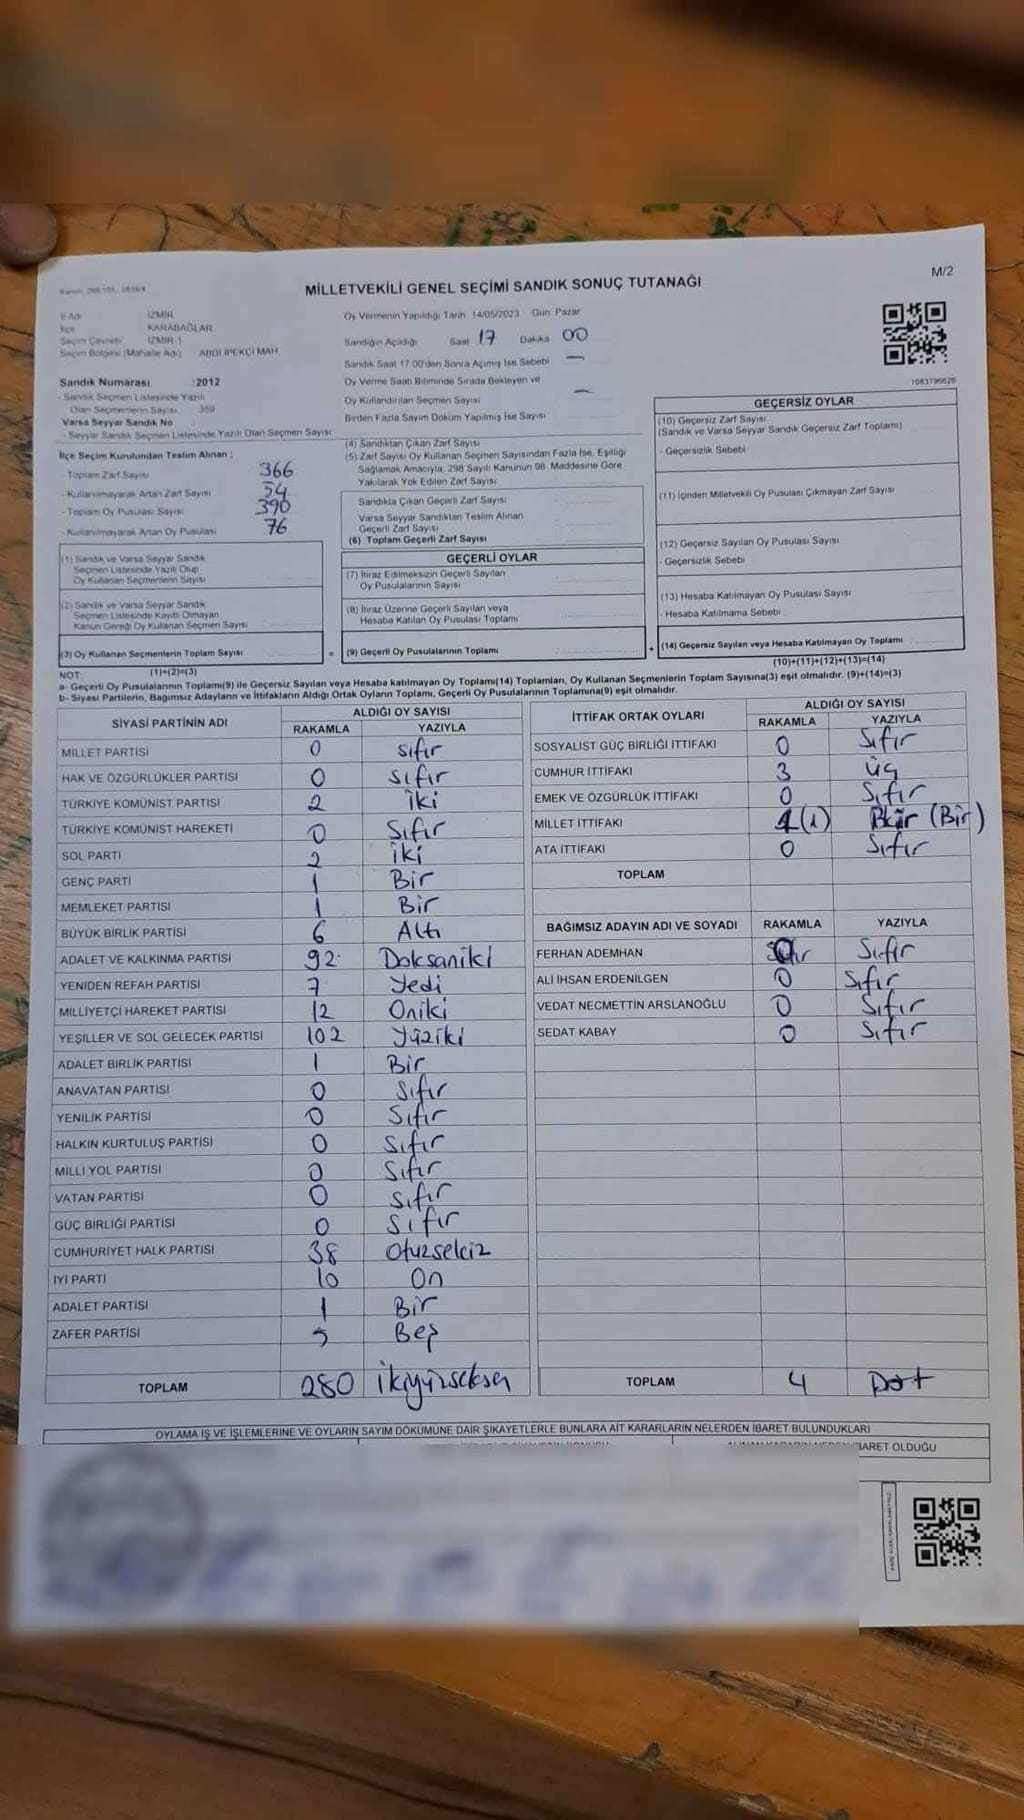 M/2
MİLLETVEKİLİ GENEL SEÇİMİ SANDIK SONUÇ TUTANAĞI
İl Adı İZMİR
İlçe KARABAĞLAR
Seçim Çevresi İZMİR-1
Seçim Bölgesi (Mahalle Adı) ABDİ İPEKÇİ MAH
Sandık Numarası : 2012
- Sandık Seçmen Listesinde Yazılı
Olan Seçmenlerin Sayısı 359
Varsa Seyyar Sandık No
- Seyyar Sandık Seçmen Listesinde Yazılı Olan Seçmen Sayısı
İlçe Seçim Kurulundan Teslim Alınan ;
- Toplam Zarf Sayısı 366
- Kullanılmayarak Artan Zarf Sayısı 54
- Toplam Oy Pusulası Sayısı 390
- Kullanılmayarak Artan Oy Pusulası 76
(1) Sandık ve Varsa Seyyar Sandık
Seçmen Listesinde Yazılı Olup
Oy Kullanan Seçmenlerin Sayısı
(2) Sandık ve Varsa Seyyar Sandık
Seçmen Listesinde Kayıtlı Olmayan
Kanun Gereği Oy Kullanan Seçmen Sayısı
(3) Oy Kullanan Seçmenlerin Toplam Sayısı =
(1)+(2)=(3)
Oy Vermenin Yapıldığı Tarih 14/05/2023 Gün Pazar
Sandığın Açıldığı Saat 17 Dakika 00
Sandık Saat 17:00'den Sonra Açımış İse Sebebi —
Oy Verme Saati Bitiminde Sırada Bekleyen ve
Oy Kullandırılan Seçmen Sayısı —
Birden Fazla Sayım Döküm Yapılmış İse Sayısı
(4) Sandıktan Çıkan Zarf Sayısı
(5) Zarf Sayısı Oy Kullanan Seçmen Sayısından Fazla İse, Eşitliği
Sağlamak Amacıyla, 298 Sayılı Kanunun 98. Maddesine Göre
Yakılarak Yok Edilen Zarf Sayısı
Sandıkta Çıkan Geçerli Zarf Sayısı
Varsa Seyyar Sandıktan Teslim Alınan
Geçerli Zarf Sayısı
(6) Toplam Geçerli Zarf Sayısı
GEÇERLİ OYLAR
(7) İtiraz Edilmeksizin Geçerli Sayılan
Oy Pusulalarının Sayısı
(8) İtiraz Üzerine Geçerli Sayılan veya
Hesaba Katılan Oy Pusulası Toplamı
(9) Geçerli Oy Pusulalarının Toplamı +
1083796626
GEÇERSİZ OYLAR
(10) Geçersiz Zarf Sayısı
(Sandık ve Varsa Seyyar Sandık Geçersiz Zarf Toplamı)
- Geçersizlik Sebebi
(11) İçinden Milletvekili Oy Pusulası Çıkmayan Zarf Sayısı
(12) Geçersiz Sayılan Oy Pusulası Sayısı
- Geçersizlik Sebebi
(13) Hesaba Katılmayan Oy Pusulası Sayısı
- Hesaba Katılmama Sebebi
(14) Geçersiz Sayılan veya Hesaba Katılmayan Oy Toplamı
(10)+(11)+(12)+(13)=(14)
NOT:
a- Geçerli Oy Pusulalarının Toplamı(9) ile Geçersiz Sayılan veya Hesaba katılmayan Oy Toplamı(14) Toplamları, Oy Kullanan Seçmenlerin Toplam Sayısına(3) eşit olmalıdır. (9)+(14)=(3)
b- Siyasi Partilerin, Bağımsız Adayların ve İttifakların Aldığı Ortak Oyların Toplamı, Geçerli Oy Pusulalarının Toplamına(9) eşit olmalıdır.
SİYASİ PARTİNİN ADI ALDIĞI OY SAYISI
RAKAMLA YAZIYLA
MİLLET PARTİSİ 0 sıfır
HAK VE ÖZGÜRLÜKLER PARTİSİ 0 sıfır
TÜRKİYE KOMÜNİST PARTİSİ 2 iki
TÜRKİYE KOMÜNİST HAREKETİ 0 Sıfır
SOL PARTİ 2 iki
GENÇ PARTİ 1 Bir
MEMLEKET PARTİSİ 1 Bir
BÜYÜK BİRLİK PARTİSİ 6 Altı
ADALET VE KALKINMA PARTİSİ 92 Doksaniki
YENİDEN REFAH PARTİSİ 7 Yedi
MİLLİYETÇİ HAREKET PARTİSİ 12 Oniki
YEŞİLLER VE SOL GELECEK PARTİSİ 102 Yüziki
ADALET BİRLİK PARTİSİ 1 Bir
ANAVATAN PARTİSİ 0 Sıfır
YENİLİK PARTİSİ 0 Sıfır
HALKIN KURTULUŞ PARTİSİ 0 Sıfır
MİLLİ YOL PARTİSİ 0 Sıfır
VATAN PARTİSİ 0 Sıfır
GÜÇ BİRLİĞİ PARTİSİ 0 Sıfır
CUMHURİYET HALK PARTİSİ 38 Otuzsekiz
İYİ PARTİ 10 On
ADALET PARTİSİ 1 Bir
ZAFER PARTİSİ 5 Beş
TOPLAM 280 ikiyüzseksen
İTTİFAK ORTAK OYLARI ALDIĞI OY SAYISI
RAKAMLA YAZIYLA
SOSYALİST GÜÇ BİRLİĞİ İTTİFAKI 0 Sıfır
CUMHUR İTTİFAKI 3 üç
EMEK VE ÖZGÜRLÜK İTTİFAKI 0 Sıfır
MİLLET İTTİFAKI 1 (1) Bir (Bir)
ATA İTTİFAKI 0 Sıfır
TOPLAM
BAĞIMSIZ ADAYIN ADI VE SOYADI RAKAMLA YAZIYLA
FERHAN ADEMHAN 0 Sıfır
ALİ İHSAN ERDENİLGEN 0 Sıfır
VEDAT NECMETTİN ARSLANOĞLU 0 Sıfır
SEDAT KABAY 0 Sıfır
TOPLAM 4 Dört
OYLAMA İŞ VE İŞLEMLERİNE VE OYLARIN SAYIM DÖKÜMÜNE DAİR ŞİKAYETLERLE BUNLARA AİT KARARLARIN NELERDEN İBARET BULUNDUKLARI
İBARET OLDUĞU